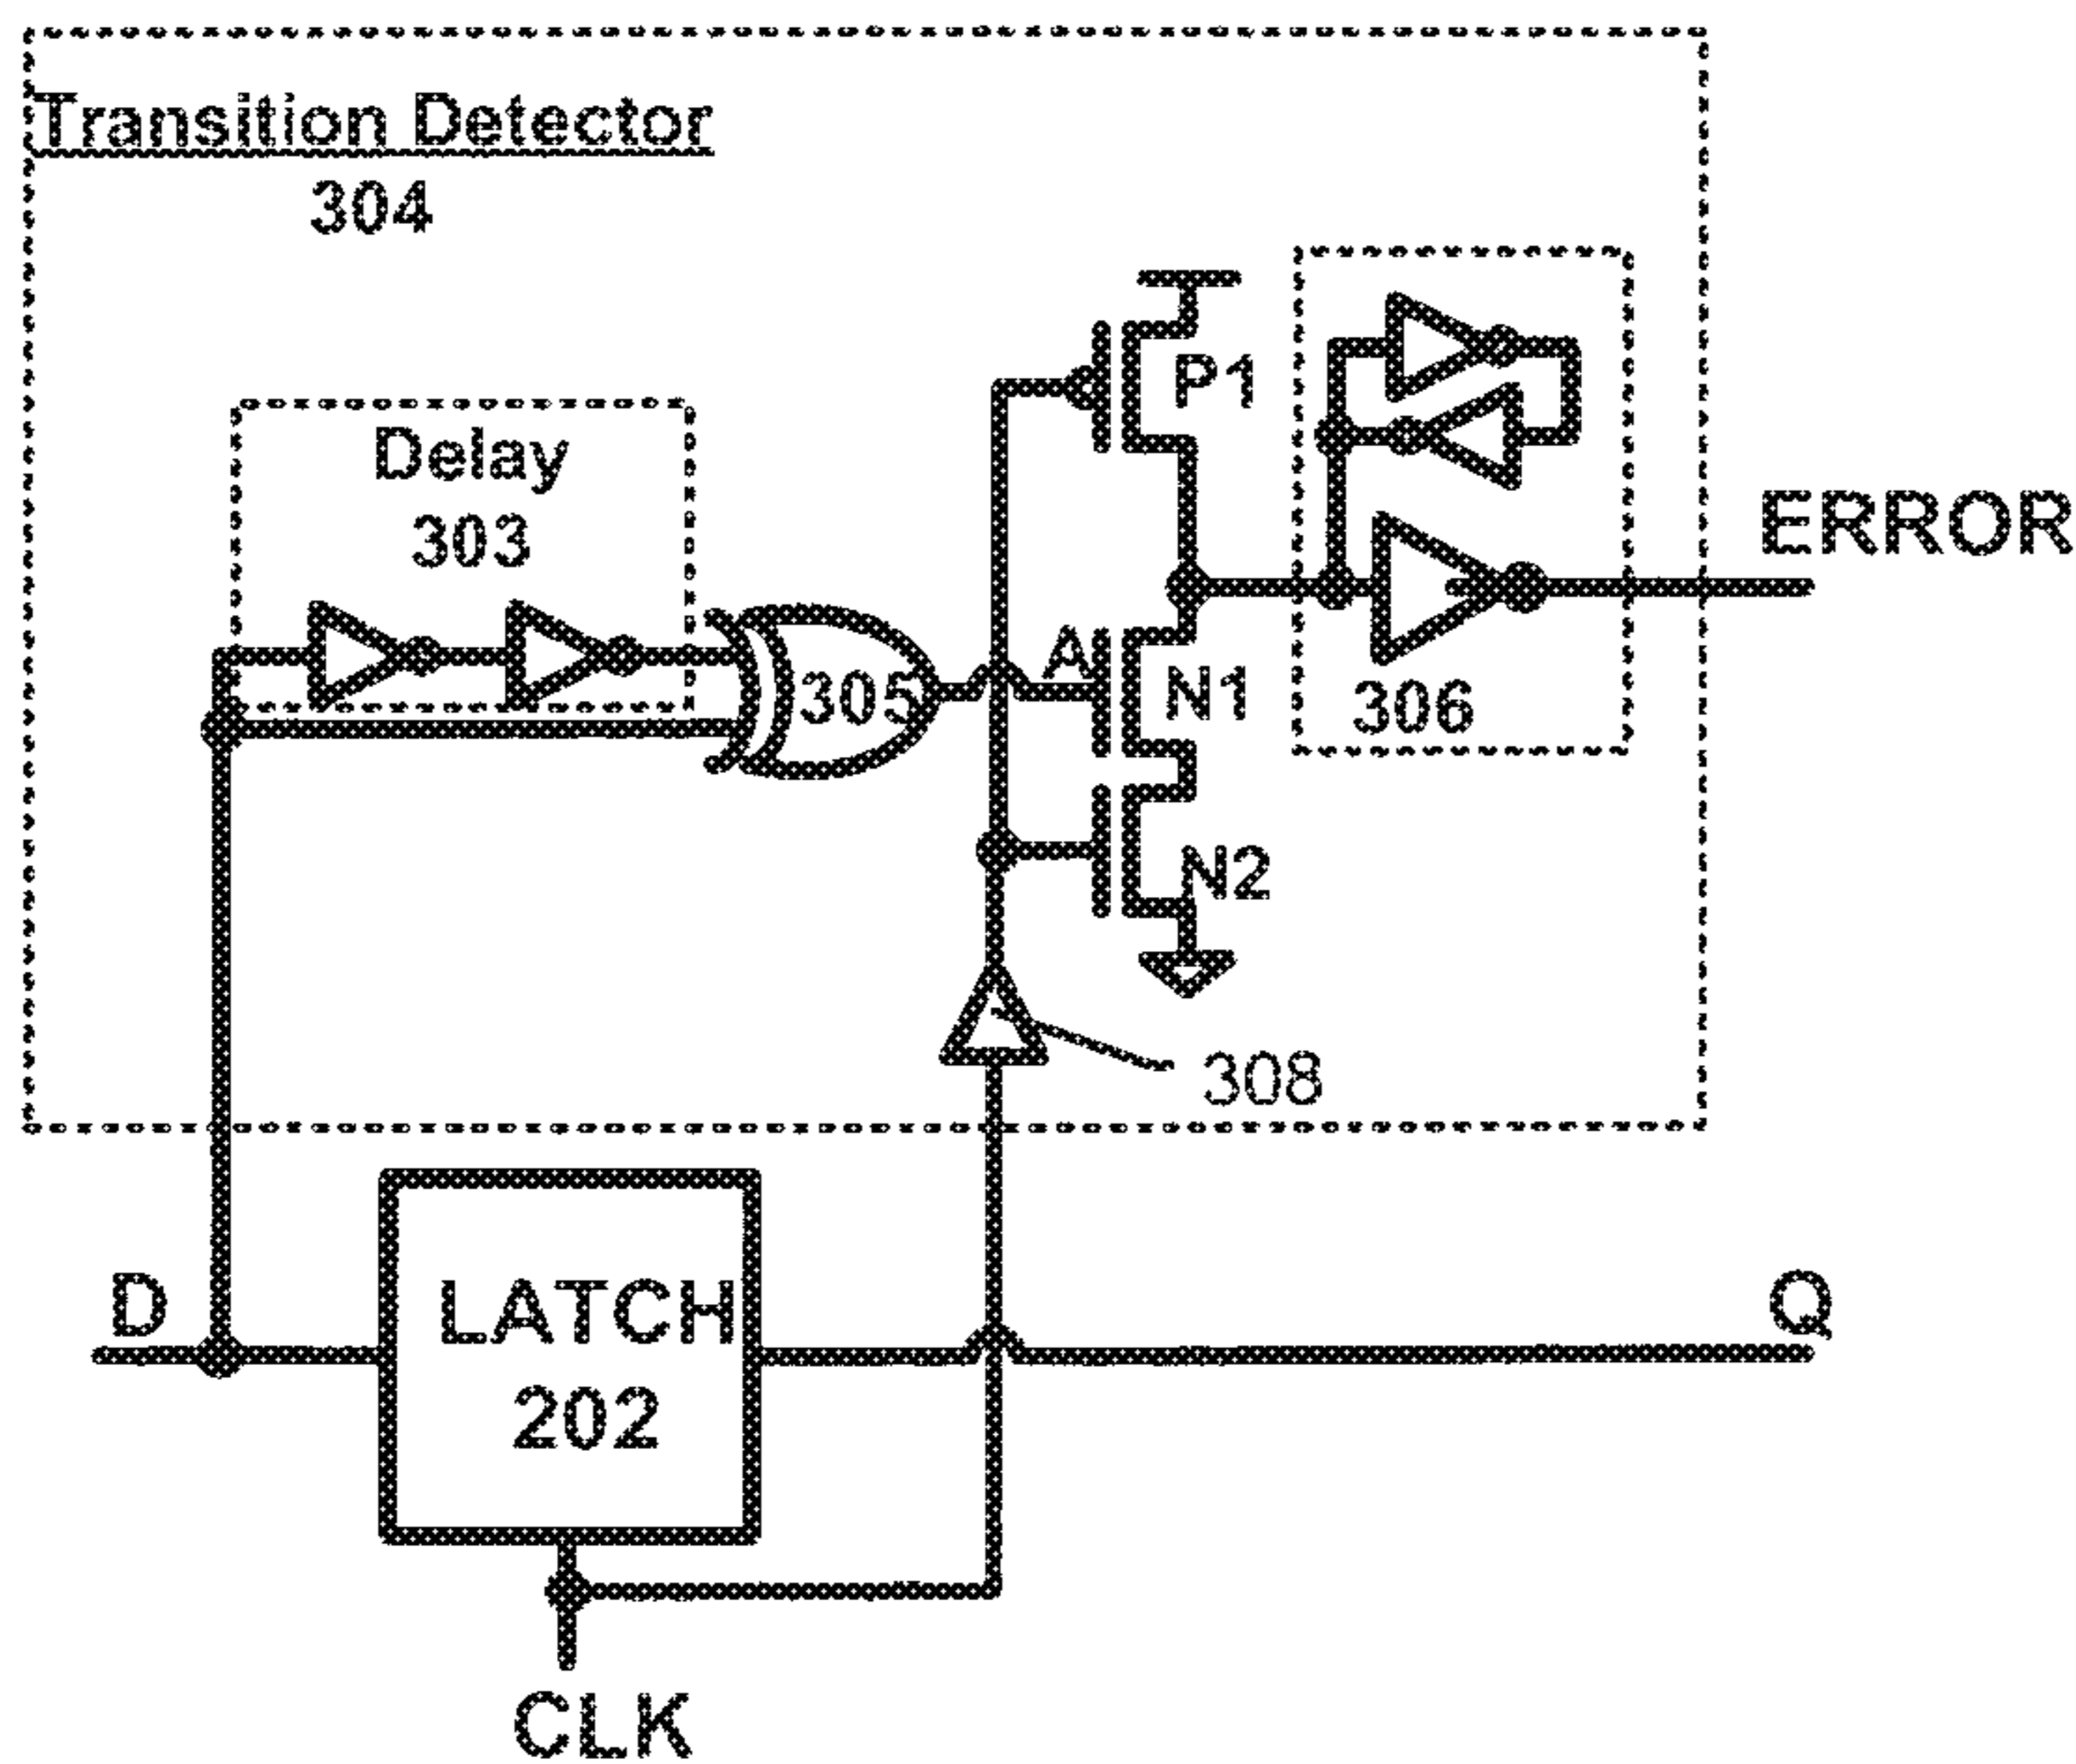 Transition Detector
304
P1
Delay
303
ERROR
A
305
N1
306
N2
308
D
LATCH
202
Q
CLK